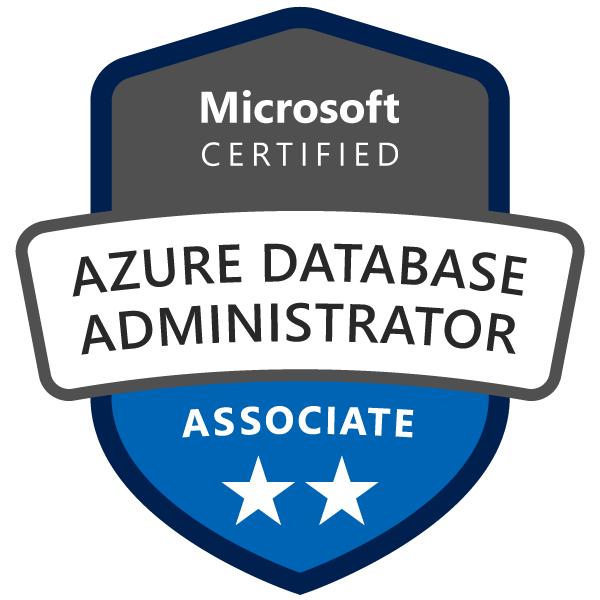 Microsoft
CERTIFIED
AZURE DATABASE
ADMINISTRATOR
ASSOCIATE